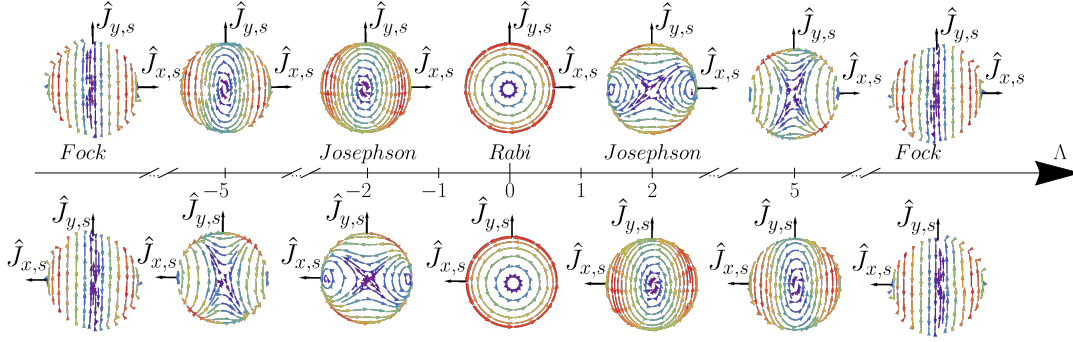 Ĵ_{y,s} Ĵ_{y,s} Ĵ_{y,s} Ĵ_{y,s} Ĵ_{y,s} Ĵ_{y,s} Ĵ_{y,s}
Ĵ_{x,s} Ĵ_{x,s} Ĵ_{x,s} Ĵ_{x,s} Ĵ_{x,s} Ĵ_{x,s} Ĵ_{x,s}
Fock Josephson Rabi Josephson Fock Λ
... ... ... ...
−5 −2 −1 0 1 2 5
Ĵ_{y,s} Ĵ_{y,s} Ĵ_{y,s} Ĵ_{y,s} Ĵ_{y,s} Ĵ_{y,s} Ĵ_{y,s}
Ĵ_{x,s} Ĵ_{x,s} Ĵ_{x,s} Ĵ_{x,s} Ĵ_{x,s} Ĵ_{x,s} Ĵ_{x,s}